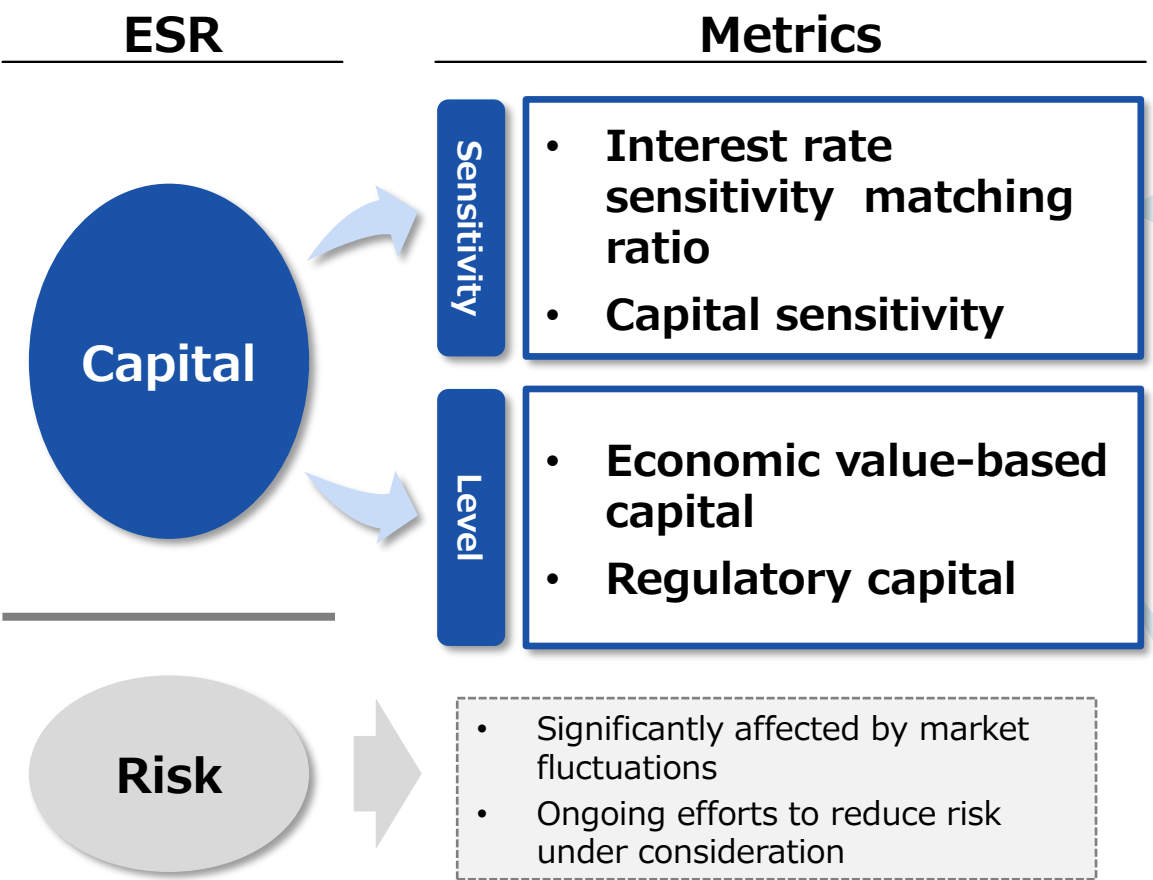 ESR
Metrics
Capital
Sensitivity
• Interest rate
sensitivity matching
ratio
• Capital sensitivity
Level
• Economic value-based
capital
• Regulatory capital
Risk
• Significantly affected by market
fluctuations
• Ongoing efforts to reduce risk
under consideration